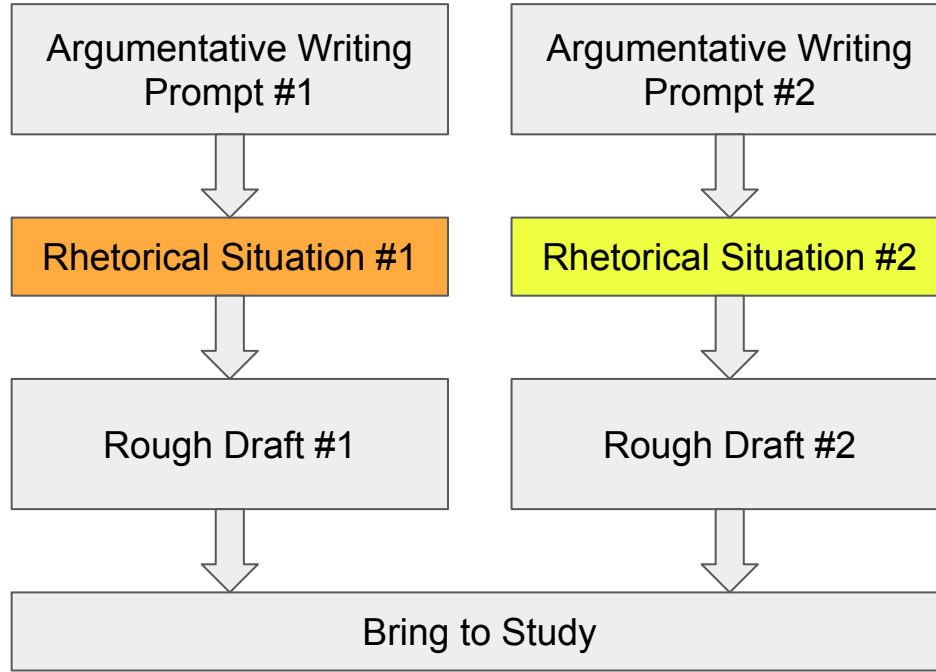 Argumentative Writing
Prompt #1
Argumentative Writing
Prompt #2
Rhetorical Situation #1
Rhetorical Situation #2
Rough Draft #1
Rough Draft #2
Bring to Study